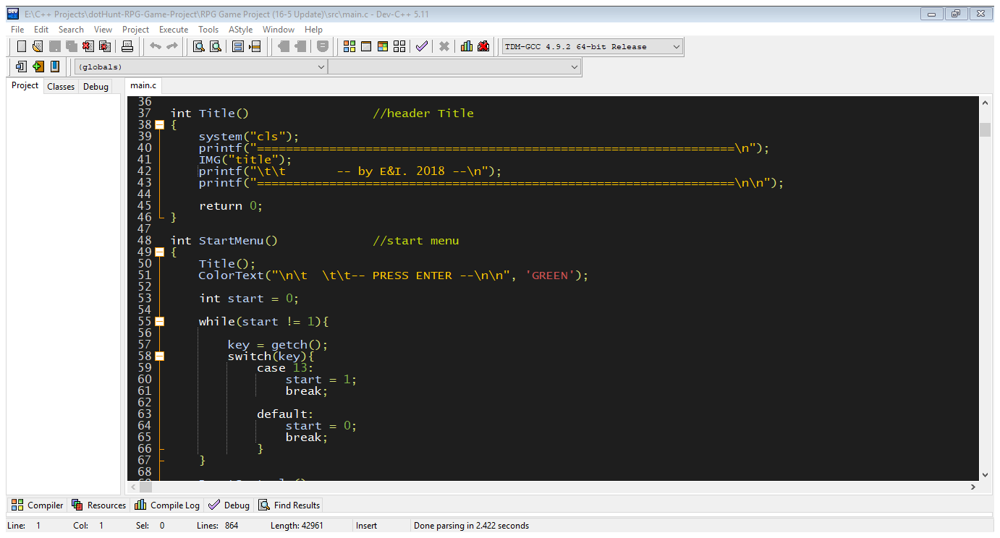 E:\C++ Projects\dotHunt-RPG-Game-Project\RPG Game Project (16-5 Update)\src\main.c - Dev-C++ 5.11
File Edit Search View Project Execute Tools AStyle Window Help
TDM-GCC 4.9.2 64-bit Release
(globals)
Project Classes Debug main.c
36
37 int Title() //header Title
38 {
39 system("cls");
40 printf("==================================================================\n");
41 IMG("title");
42 printf("\t\t       -- by E&I. 2018 --\n");
43 printf("==================================================================\n\n");
44
45 return 0;
46 }
47
48 int StartMenu() //start menu
49 {
50 Title();
51 ColorText("\n\t  \t\t-- PRESS ENTER --\n\n", 'GREEN');
52
53 int start = 0;
54
55 while(start != 1){
56
57 key = getch();
58 switch(key){
59 case 13:
60 start = 1;
61 break;
62
63 default:
64 start = 0;
65 break;
66 }
67 }
68
Compiler Resources Compile Log Debug Find Results
Line: 1 Col: 1 Sel: 0 Lines: 864 Length: 42961 Insert Done parsing in 2.422 seconds